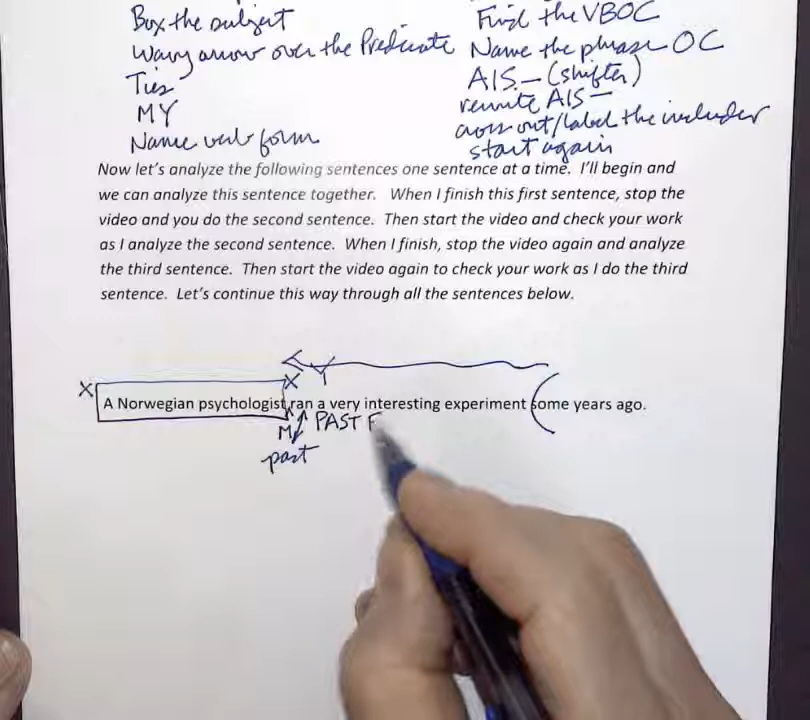 Box the subject
Find the VBOC
Wavy arrow over the Predicate
Name the phrase OC
Ties
AIS - (shifter)
MY
rewrite AIS -
Name verb form
cross out/label the includer
start again
Now let's analyze the following sentences one sentence at a time. I'll begin and
we can analyze this sentence together. When I finish this first sentence, stop the
video and you do the second sentence. Then start the video and check your work
as I analyze the second sentence. When I finish, stop the video again and analyze
the third sentence. Then start the video again to check your work as I do the third
sentence. Let's continue this way through all the sentences below.
Y
X X
A Norwegian psychologist ran a very interesting experiment some years ago.
M PAST F
past